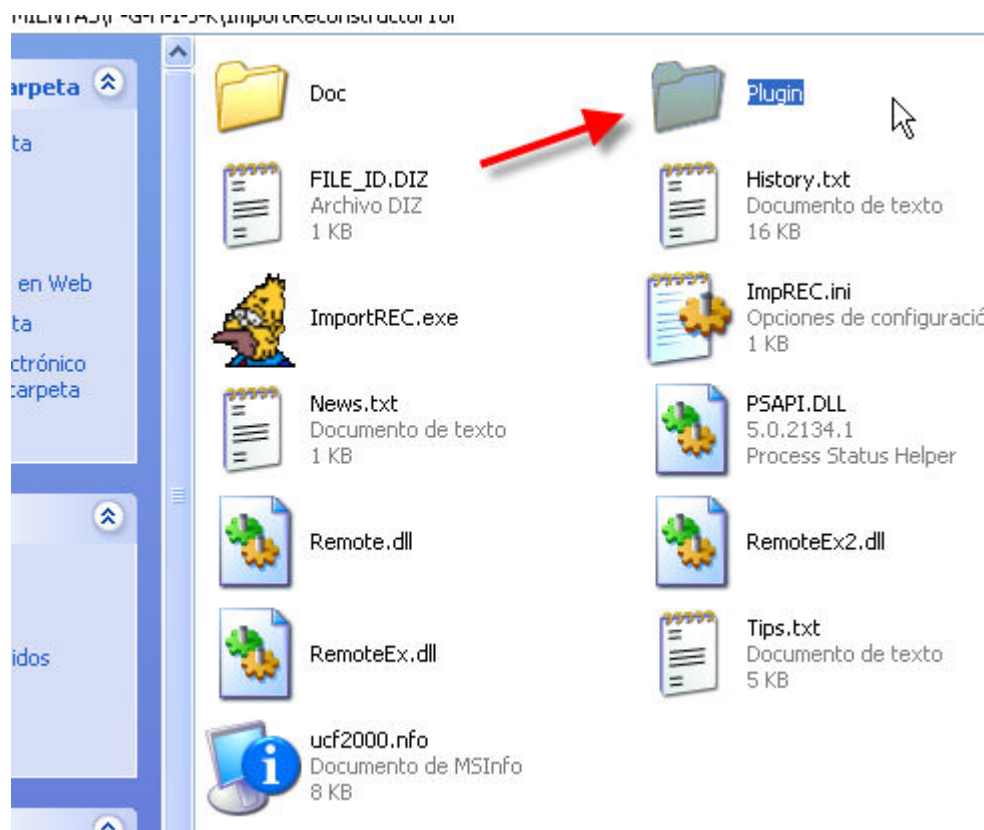 arpeta
ta
en Web
ta
ctrónico
carpeta
idos
Doc
Plugin
FILE_ID.DIZ
Archivo DIZ
1 KB
History.txt
Documento de texto
16 KB
ImportREC.exe
ImpREC.ini
Opciones de configuració
1 KB
News.txt
Documento de texto
1 KB
PSAPI.DLL
5.0.2134.1
Process Status Helper
Remote.dll
RemoteEx2.dll
RemoteEx.dll
Tips.txt
Documento de texto
5 KB
ucf2000.nfo
Documento de MSInfo
8 KB